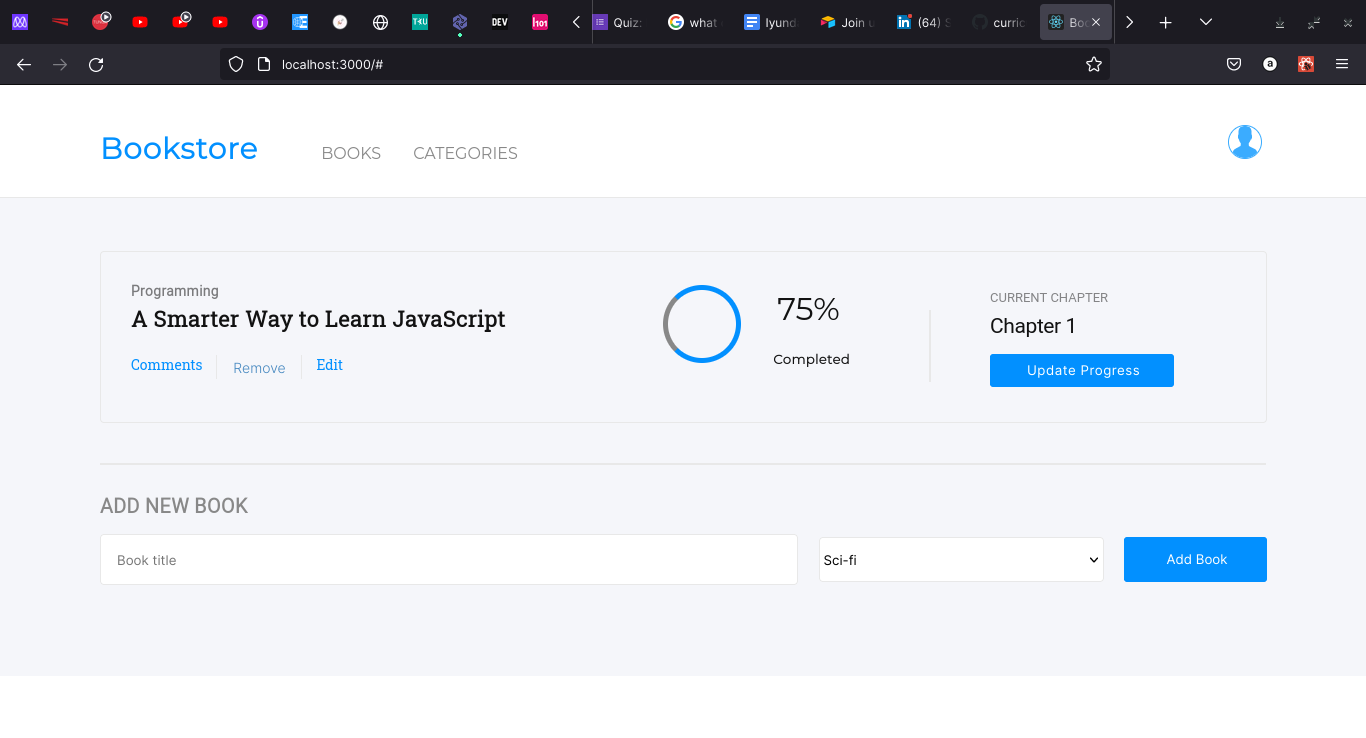 DEV
101
Quiz:
what
Iyund
Join u
(64) S
curric
Boo
localhost:3000/#
a
Bookstore
BOOKS CATEGORIES
Programming
A Smarter Way to Learn JavaScript
Comments Remove Edit
75%
Completed
CURRENT CHAPTER
Chapter 1
Update Progress
ADD NEW BOOK
Book title
Sci-fi
Add Book